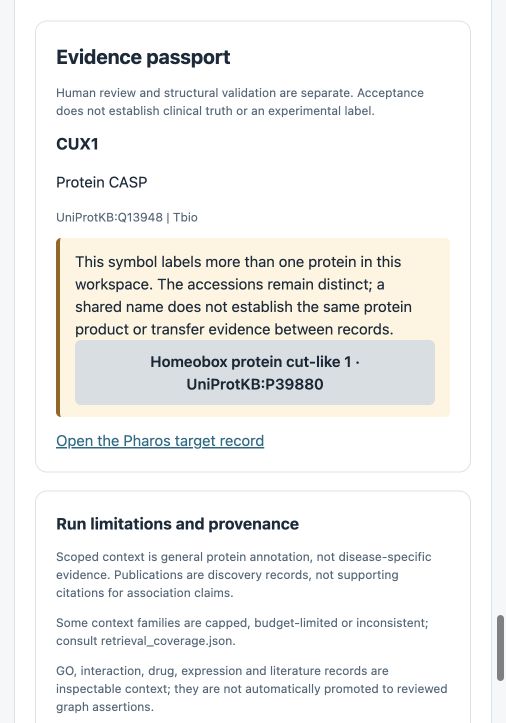 Evidence passport
Human review and structural validation are separate. Acceptance
does not establish clinical truth or an experimental label.
CUX1
Protein CASP
UniProtKB:Q13948 | Tbio
This symbol labels more than one protein in this
workspace. The accessions remain distinct; a
shared name does not establish the same protein
product or transfer evidence between records.
Homeobox protein cut-like 1 ·
UniProtKB:P39880
Open the Pharos target record
Run limitations and provenance
Scoped context is general protein annotation, not disease-specific
evidence. Publications are discovery records, not supporting
citations for association claims.
Some context families are capped, budget-limited or inconsistent;
consult retrieval_coverage.json.
GO, interaction, drug, expression and literature records are
inspectable context; they are not automatically promoted to reviewed
graph assertions.